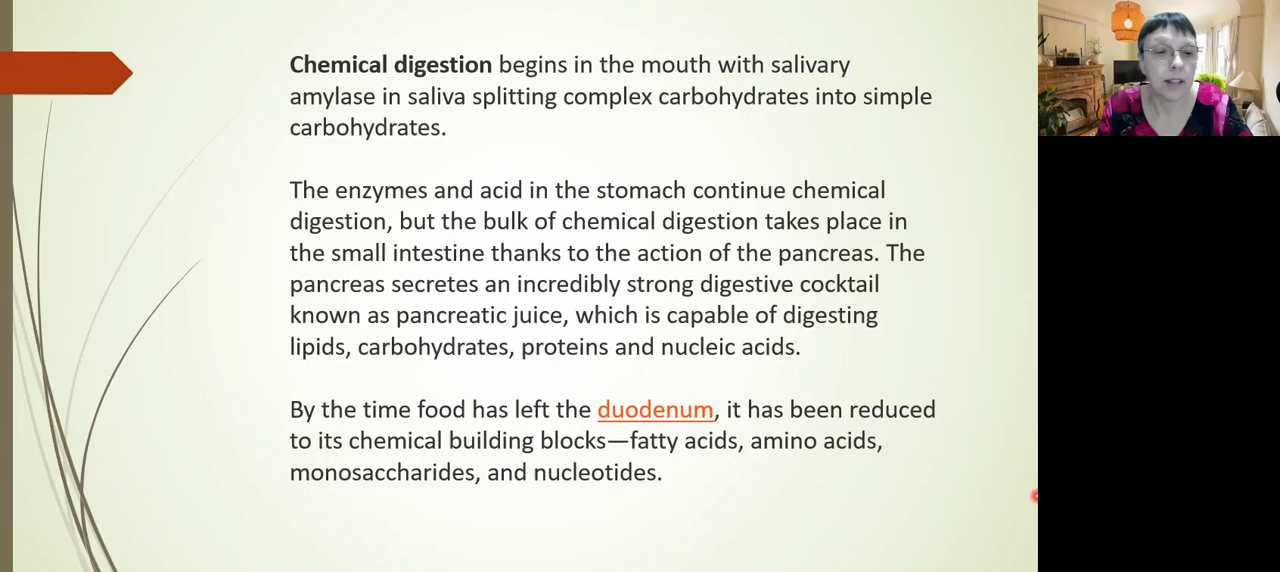 Chemical digestion begins in the mouth with salivary
amylase in saliva splitting complex carbohydrates into simple
carbohydrates.
The enzymes and acid in the stomach continue chemical
digestion, but the bulk of chemical digestion takes place in
the small intestine thanks to the action of the pancreas. The
pancreas secretes an incredibly strong digestive cocktail
known as pancreatic juice, which is capable of digesting
lipids, carbohydrates, proteins and nucleic acids.
By the time food has left the duodenum, it has been reduced
to its chemical building blocks—fatty acids, amino acids,
monosaccharides, and nucleotides.